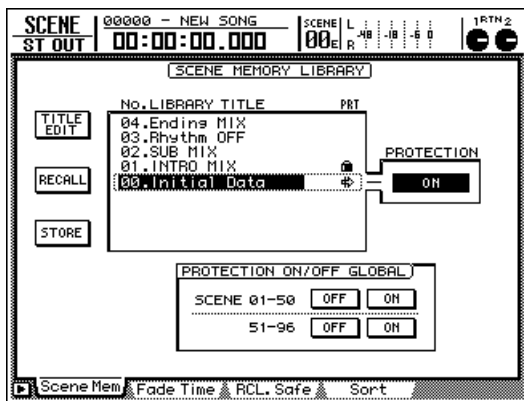 SCENE
ST OUT
00000 - NEW SONG
00:00:00.000
SCENE
00E
L
R
-48 -18 -6 0
1RTN2
SCENE MEMORY LIBRARY
No.LIBRARY TITLE PRT
TITLE EDIT
04.Ending MIX
03.Rhythm OFF
02.SUB MIX
01.INTRO MIX
00.Initial Data
RECALL
STORE
PROTECTION
ON
PROTECTION ON/OFF GLOBAL
SCENE 01-50 OFF ON
51-96 OFF ON
Scene Mem Fade Time RCL. Safe Sort